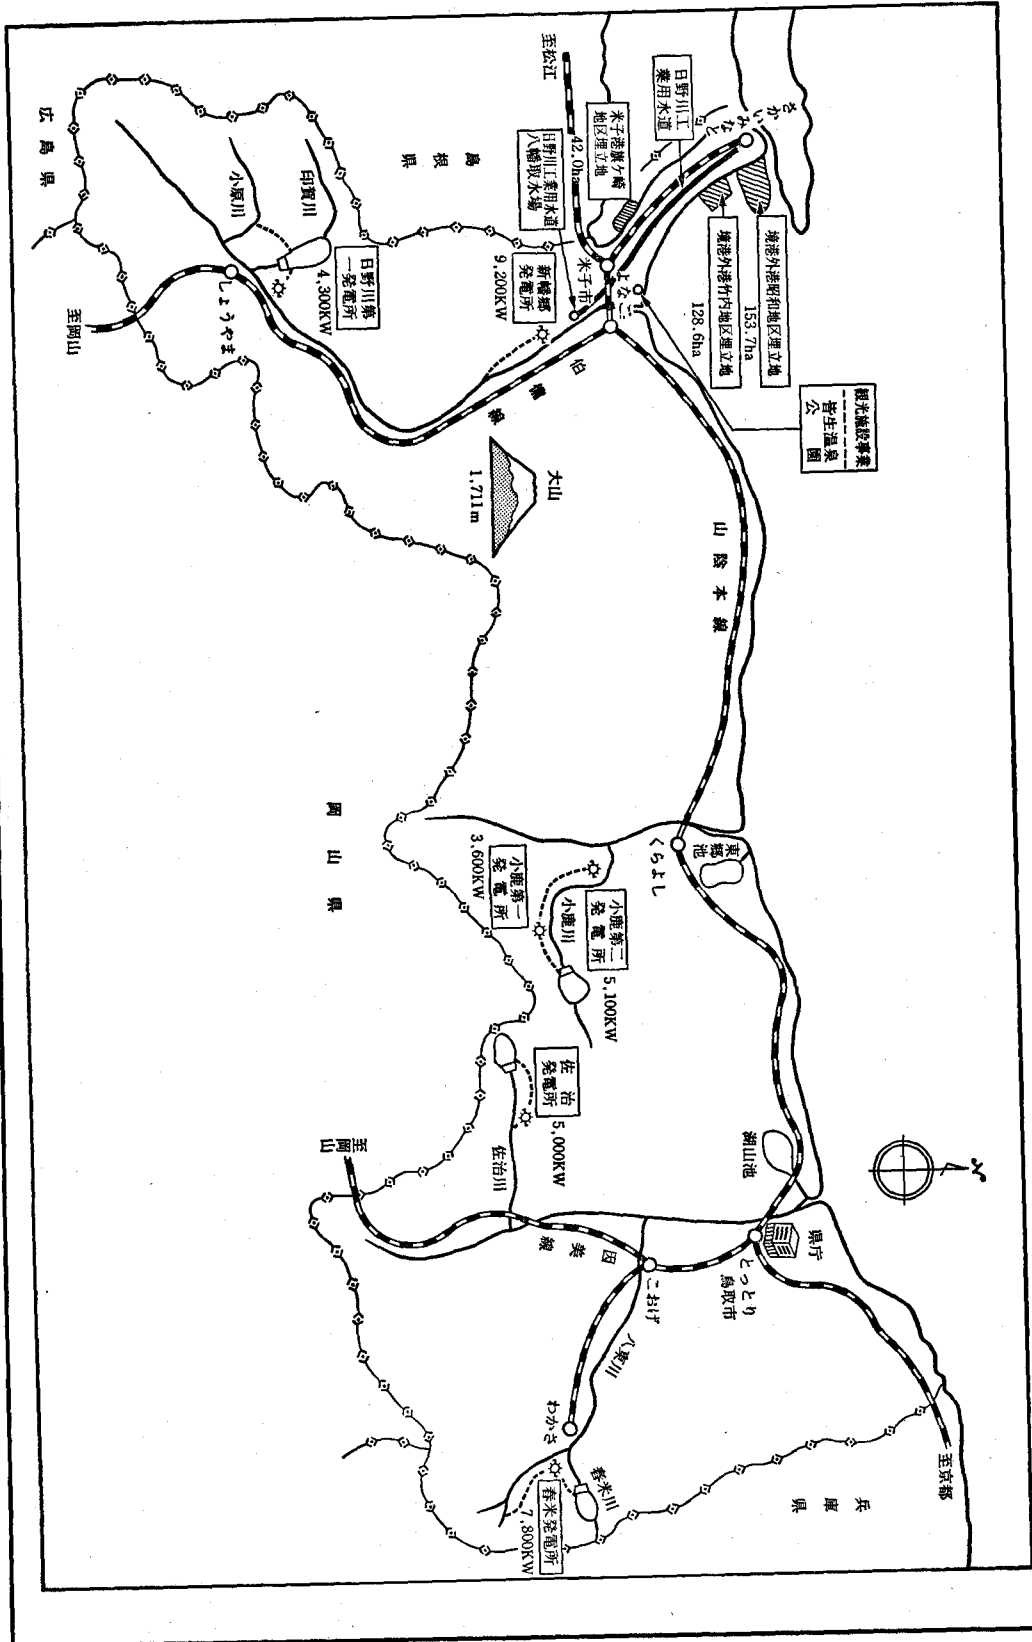 さかいみなと
境港外港昭和地区埋立地
153.7ha
境港外港竹内地区埋立地
128.6ha
日野川工
業用水道
米子港旗ケ崎
地区埋立地
42.0ha
日野川工業用水道
八幡取水場
至松江
米子市
よなご
観光施設事業
皆生温泉
公園
新幡郷
発電所
9,200KW
日野川第
一発電所
4,300KW
印賀川
小原川
しょうやま
至岡山
広島県
島根県
伯備線
大山
1,711m
山陰本線
くらよし
東郷池
小鹿第二
発電所
5,100KW
小鹿川
小鹿第一
発電所
3,600KW
岡山県
佐治
発電所
5,000KW
佐治川
至岡山
因美線
湖山池
県庁
とっとり
鳥取市
こおげ
八東川
わかさ
春米川
春米発電所
7,800KW
至京都
兵庫県
N